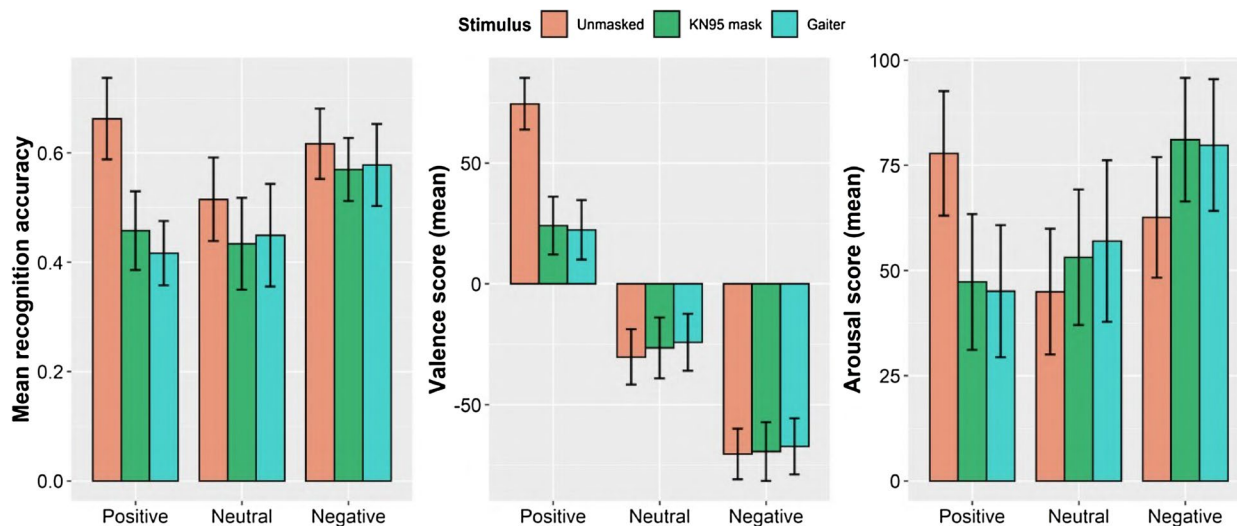 Stimulus Unmasked KN95 mask Gaiter
Mean recognition accuracy
0.6
0.4
0.2
0.0
Positive Neutral Negative
Valence score (mean)
50
0
-50
Positive Neutral Negative
Arousal score (mean)
100
75
50
25
0
Positive Neutral Negative